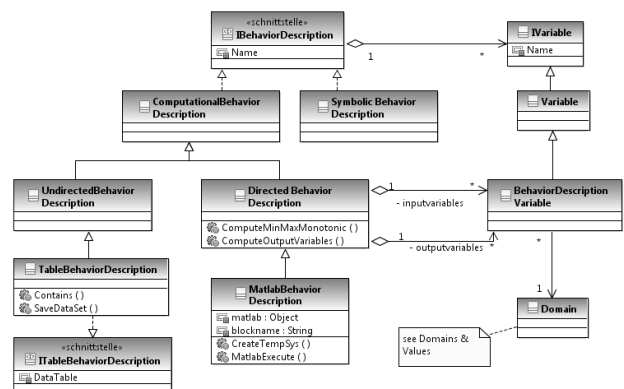 «schnittstelle»
IBehaviorDescription
Name
1
*
IVariable
Name
ComputationalBehavior
Description
Symbolic Behavior
Description
Variable
UndirectedBehavior
Description
Directed Behavior
Description
ComputeMinMaxMonotonic ( )
ComputeOutputVariables ( )
1
*
- inputvariables
1
- outputvariables *
BehaviorDescription
Variable
TableBehaviorDescription
Contains ( )
SaveDataSet ( )
MatlabBehavior
Description
matlab : Object
blockname : String
CreateTempSys ( )
MatlabExecute ( )
*
1
Domain
see Domains &
Values
«schnittstelle»
ITableBehaviorDescription
DataTable